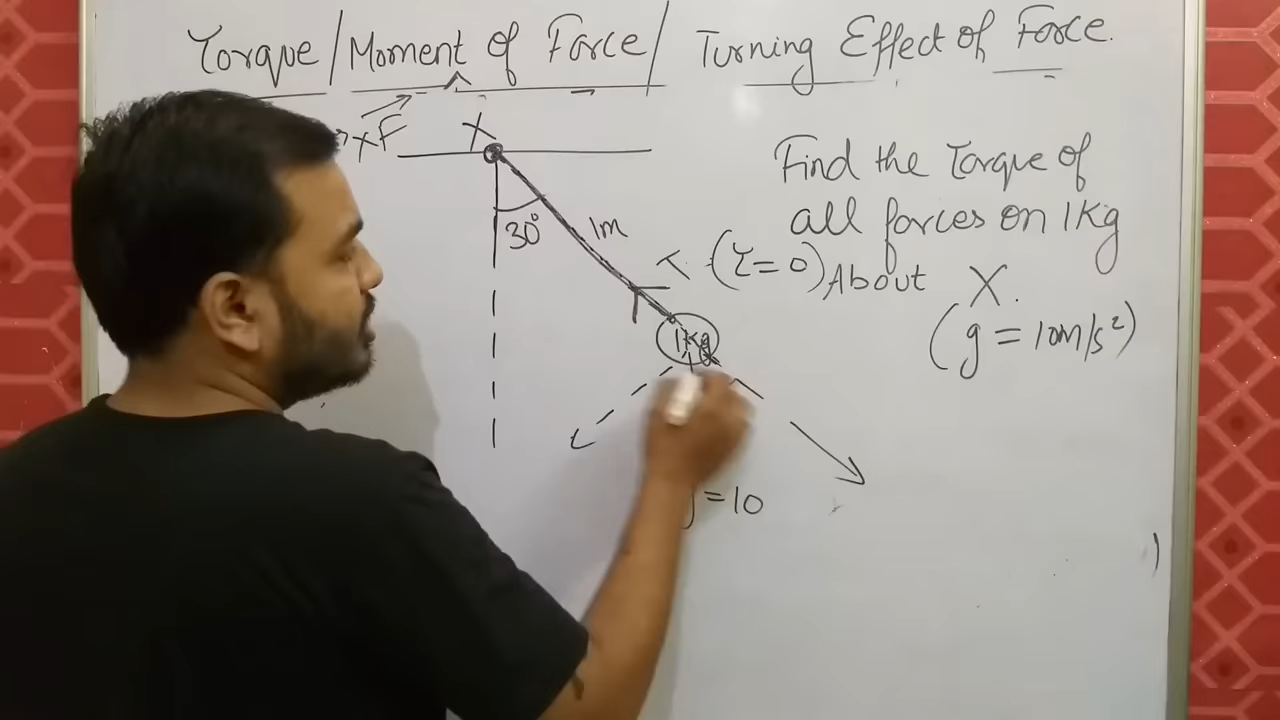 Torque / Moment of Force / Turning Effect of Force.
xF
X
30°
1m
T (τ=0)
1Kg
=10
Find the Torque of
all forces on 1Kg
About X.
(g = 10m/s²)